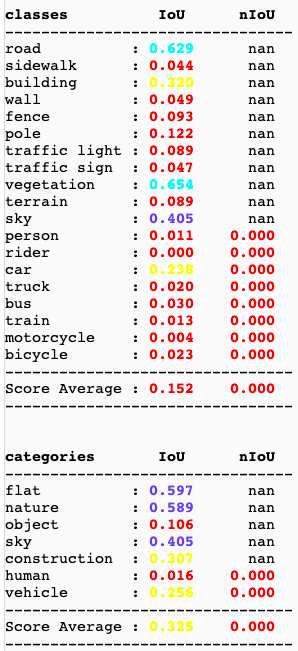 classes IoU nIoU
--------------------------------
road : 0.629 nan
sidewalk : 0.044 nan
building : 0.320 nan
wall : 0.049 nan
fence : 0.093 nan
pole : 0.122 nan
traffic light : 0.089 nan
traffic sign : 0.047 nan
vegetation : 0.654 nan
terrain : 0.089 nan
sky : 0.405 nan
person : 0.011 0.000
rider : 0.000 0.000
car : 0.238 0.000
truck : 0.020 0.000
bus : 0.030 0.000
train : 0.013 0.000
motorcycle : 0.004 0.000
bicycle : 0.023 0.000
--------------------------------
Score Average : 0.152 0.000
--------------------------------
categories IoU nIoU
--------------------------------
flat : 0.597 nan
nature : 0.589 nan
object : 0.106 nan
sky : 0.405 nan
construction : 0.307 nan
human : 0.016 0.000
vehicle : 0.256 0.000
--------------------------------
Score Average : 0.325 0.000
--------------------------------